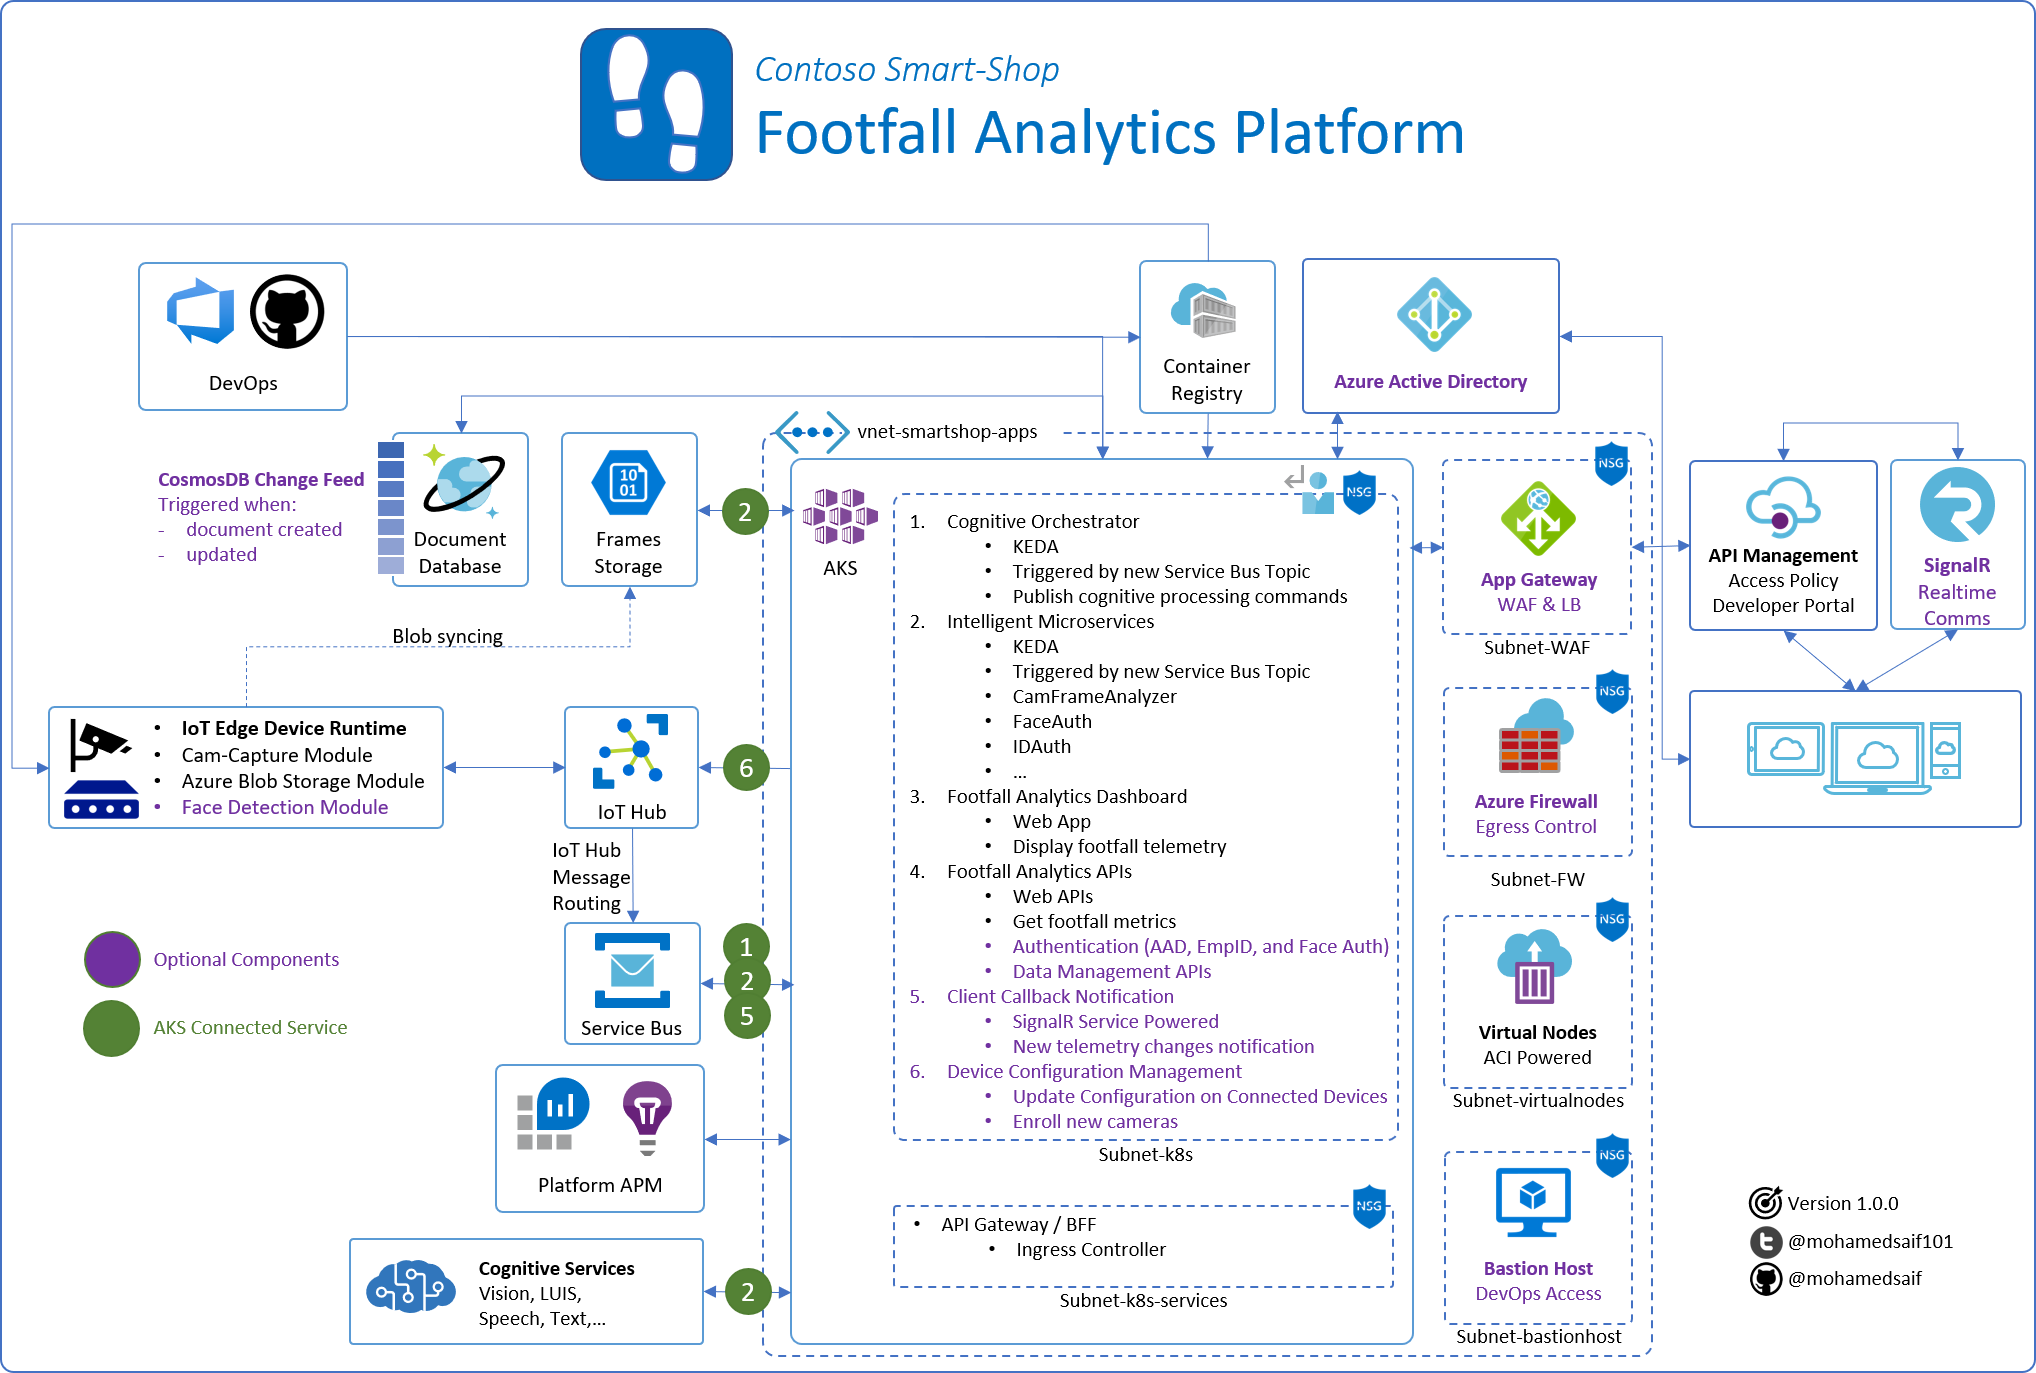 Contoso Smart-Shop
Footfall Analytics Platform
DevOps
Container
Registry
Azure Active Directory
vnet-smartshop-apps
CosmosDB Change Feed
Triggered when:
- document created
- updated
Document
Database
10
01
Frames
Storage
2
AKS
Blob syncing
• IoT Edge Device Runtime
• Cam-Capture Module
• Azure Blob Storage Module
• Face Detection Module
IoT Hub
6
IoT Hub
Message
Routing
Service Bus
1
2
5
Optional Components
AKS Connected Service
Platform APM
Cognitive Services
Vision, LUIS,
Speech, Text,...
2
NSG
1. Cognitive Orchestrator
• KEDA
• Triggered by new Service Bus Topic
• Publish cognitive processing commands
2. Intelligent Microservices
• KEDA
• Triggered by new Service Bus Topic
• CamFrameAnalyzer
• FaceAuth
• IDAuth
• ...
3. Footfall Analytics Dashboard
• Web App
• Display footfall telemetry
4. Footfall Analytics APIs
• Web APIs
• Get footfall metrics
• Authentication (AAD, EmpID, and Face Auth)
• Data Management APIs
5. Client Callback Notification
• SignalR Service Powered
• New telemetry changes notification
6. Device Configuration Management
• Update Configuration on Connected Devices
• Enroll new cameras
Subnet-k8s
NSG
• API Gateway / BFF
• Ingress Controller
Subnet-k8s-services
NSG
App Gateway
WAF & LB
Subnet-WAF
NSG
Azure Firewall
Egress Control
Subnet-FW
NSG
Virtual Nodes
ACI Powered
Subnet-virtualnodes
NSG
Bastion Host
DevOps Access
Subnet-bastionhost
API Management
Access Policy
Developer Portal
SignalR
Realtime
Comms
Version 1.0.0
@mohamedsaif101
@mohamedsaif